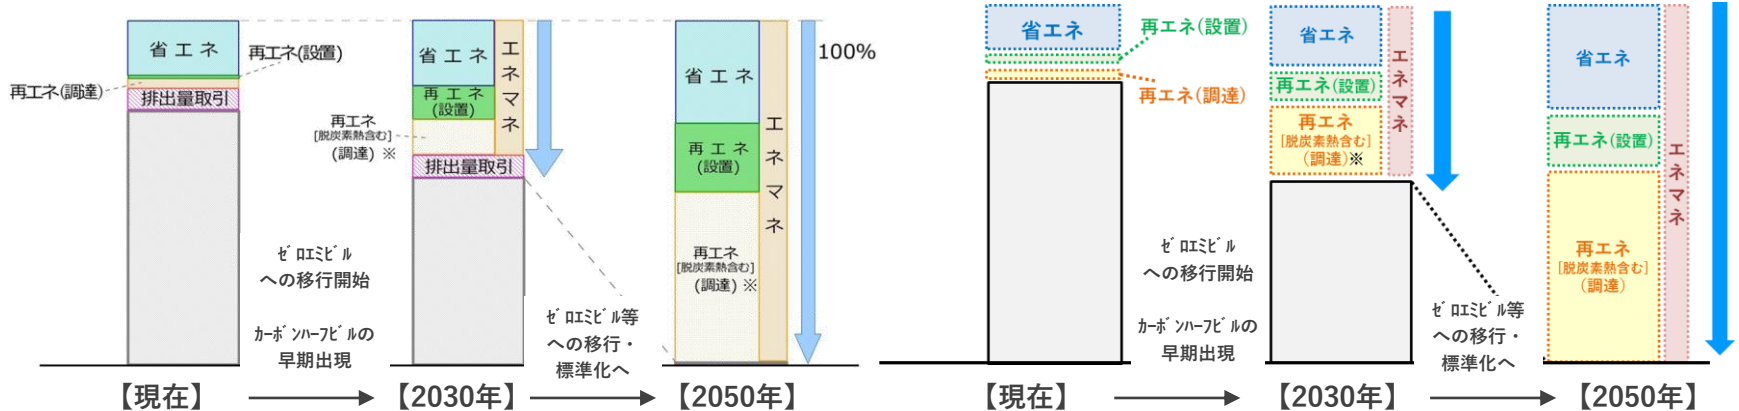 省エネ
再エネ(設置)
再エネ(調達)
排出量取引
ｾﾞﾛｴﾐﾋﾞﾙ
への移行開始
ｶｰﾎﾞﾝﾊｰﾌﾋﾞﾙの
早期出現
【現在】
省エネ
エネマネ
再エネ
(設置)
再エネ
[脱炭素熱含む]
(調達) ※
排出量取引
ｾﾞﾛｴﾐﾋﾞﾙ等
への移行・
標準化へ
【2030年】
100%
省エネ
エネマネ
再エネ
(設置)
再エネ
[脱炭素熱含む]
(調達) ※
【2050年】
省エネ
再エネ(設置)
再エネ(調達)
ｾﾞﾛｴﾐﾋﾞﾙ
への移行開始
ｶｰﾎﾞﾝﾊｰﾌﾋﾞﾙの
早期出現
【現在】
省エネ
エネマネ
再エネ(設置)
再エネ
[脱炭素熱含む]
(調達)※
ｾﾞﾛｴﾐﾋﾞﾙ等
への移行・
標準化へ
【2030年】
省エネ
エネマネ
再エネ(設置)
再エネ
[脱炭素熱含む]
(調達)
【2050年】